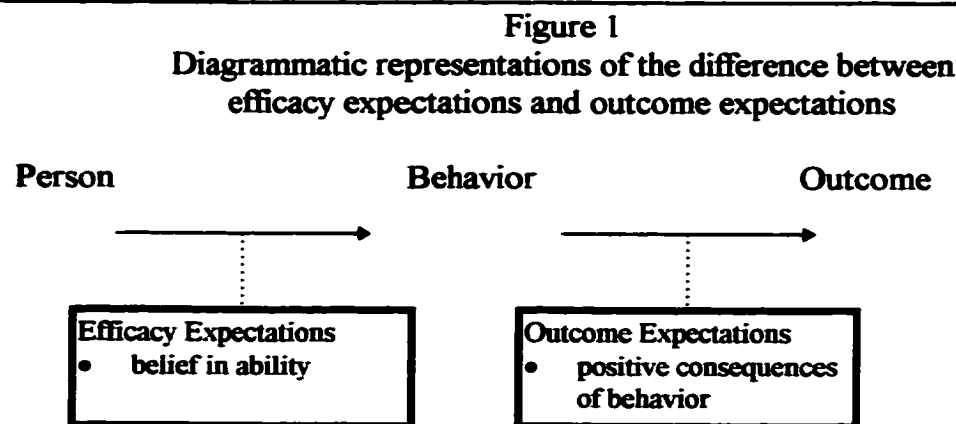 Figure 1
Diagrammatic representations of the difference between
efficacy expectations and outcome expectations
Person Behavior Outcome
Efficacy Expectations
• belief in ability
Outcome Expectations
• positive consequences
of behavior